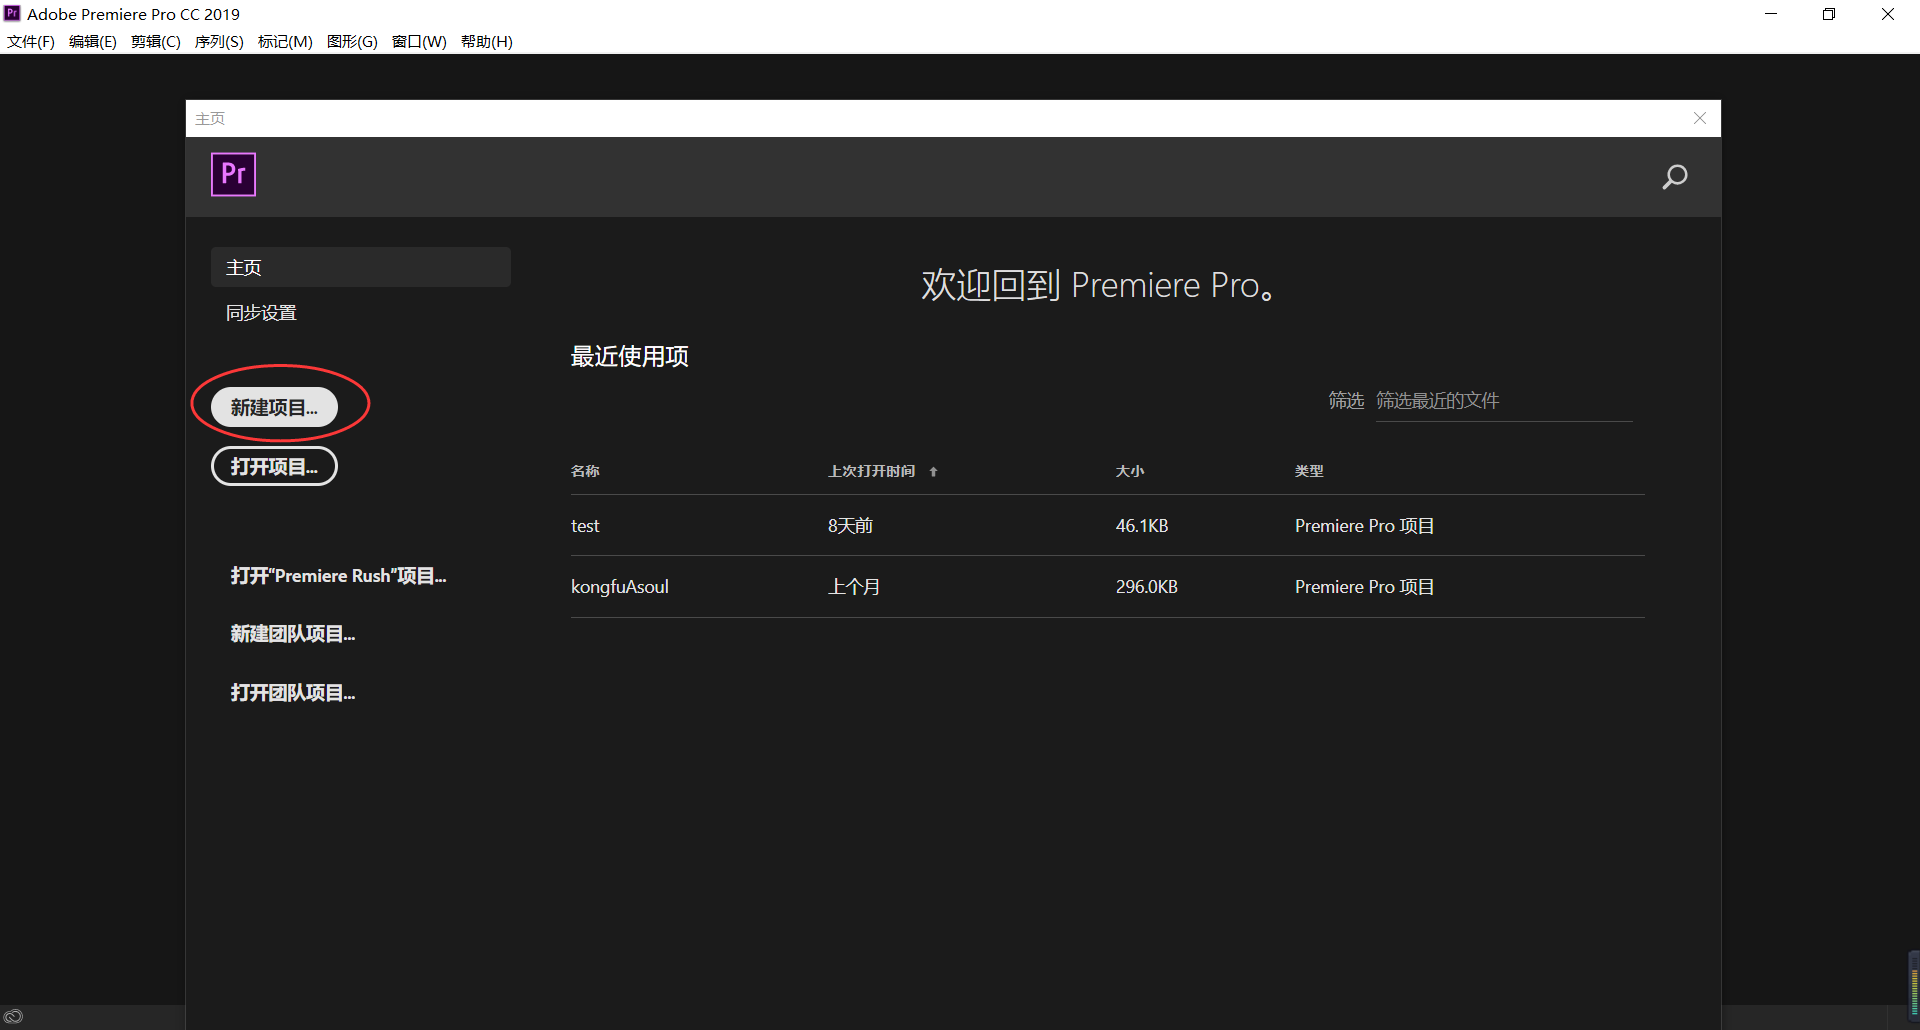 Pr Adobe Premiere Pro CC 2019
文件(F) 编辑(E) 剪辑(C) 序列(S) 标记(M) 图形(G) 窗口(W) 帮助(H)
主页
Pr
主页
同步设置
新建项目...
打开项目...
打开“Premiere Rush”项目...
新建团队项目...
打开团队项目...
欢迎回到 Premiere Pro。
最近使用项
筛选 筛选最近的文件
名称 上次打开时间 大小 类型
test 8天前 46.1KB Premiere Pro 项目
kongfuAsoul 上个月 296.0KB Premiere Pro 项目